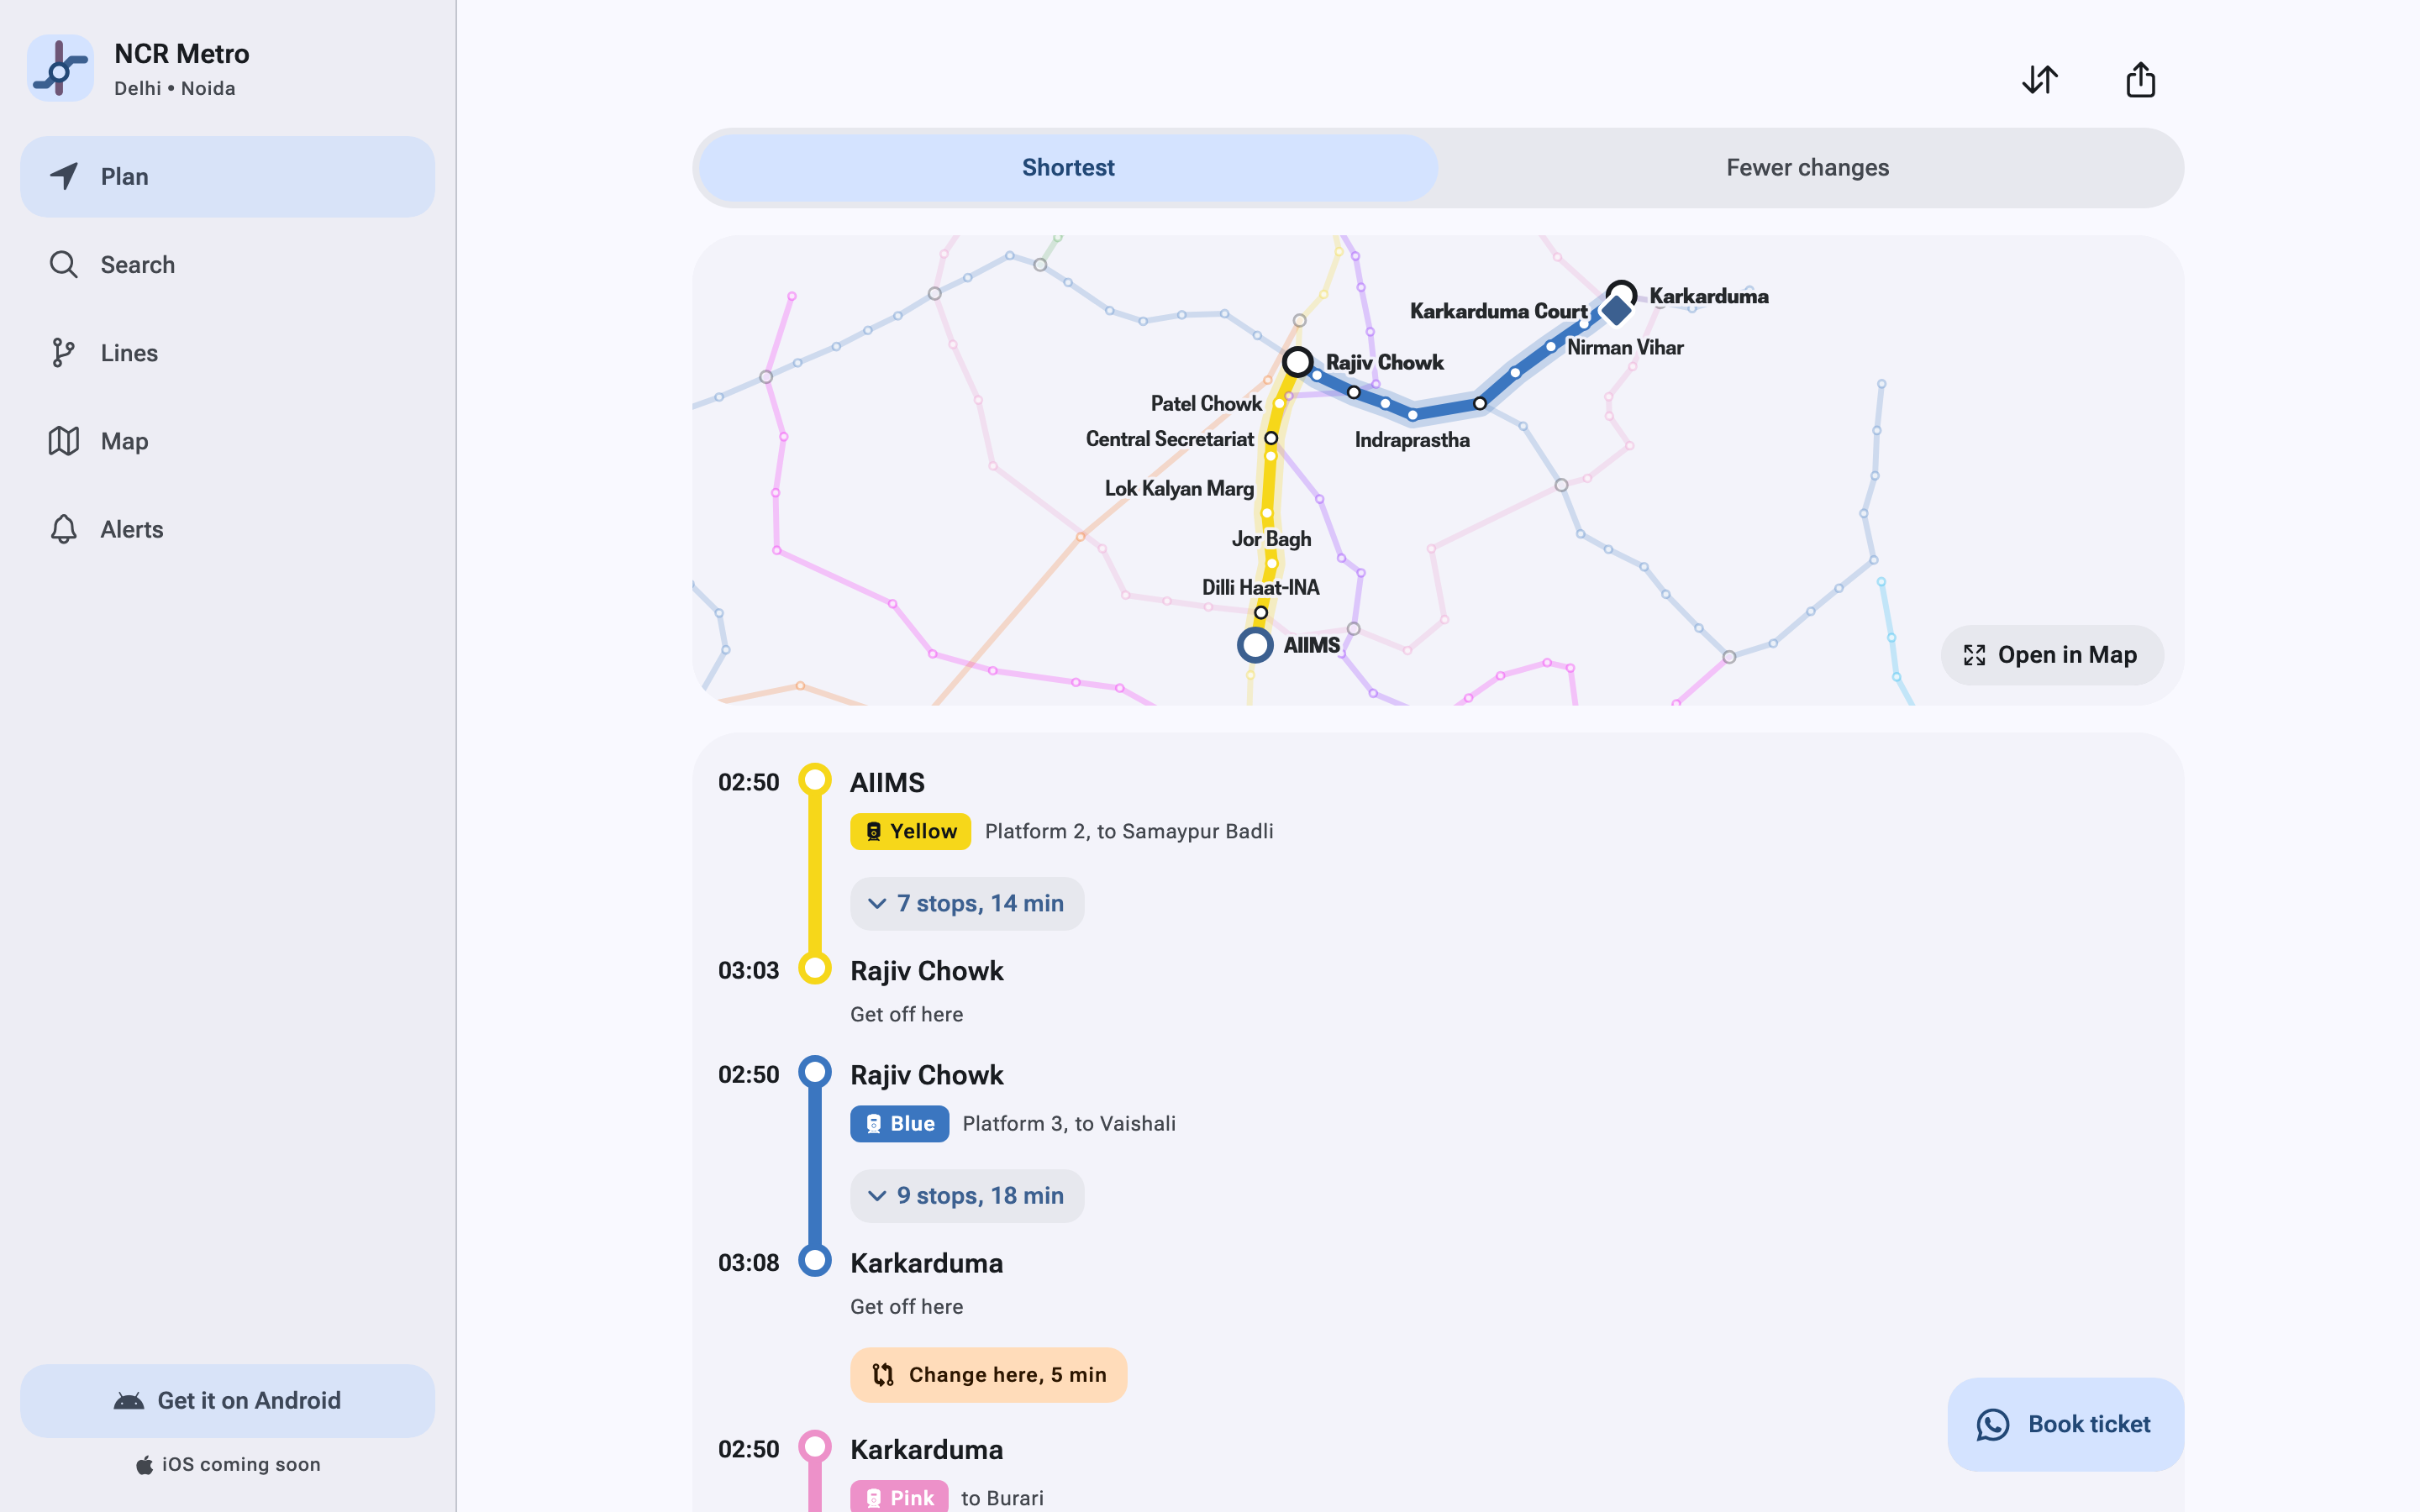 NCR Metro
Delhi • Noida
Plan
Search
Lines
Map
Alerts
Get it on Android
iOS coming soon
Shortest
Fewer changes
Karkarduma
Karkarduma Court
Nirman Vihar
Rajiv Chowk
Patel Chowk
Central Secretariat
Indraprastha
Lok Kalyan Marg
Jor Bagh
Dilli Haat-INA
AIIMS
Open in Map
02:50 AIIMS
Yellow Platform 2, to Samaypur Badli
7 stops, 14 min
03:03 Rajiv Chowk
Get off here
02:50 Rajiv Chowk
Blue Platform 3, to Vaishali
9 stops, 18 min
03:08 Karkarduma
Get off here
Change here, 5 min
Book ticket
02:50 Karkarduma
Pink to Burari